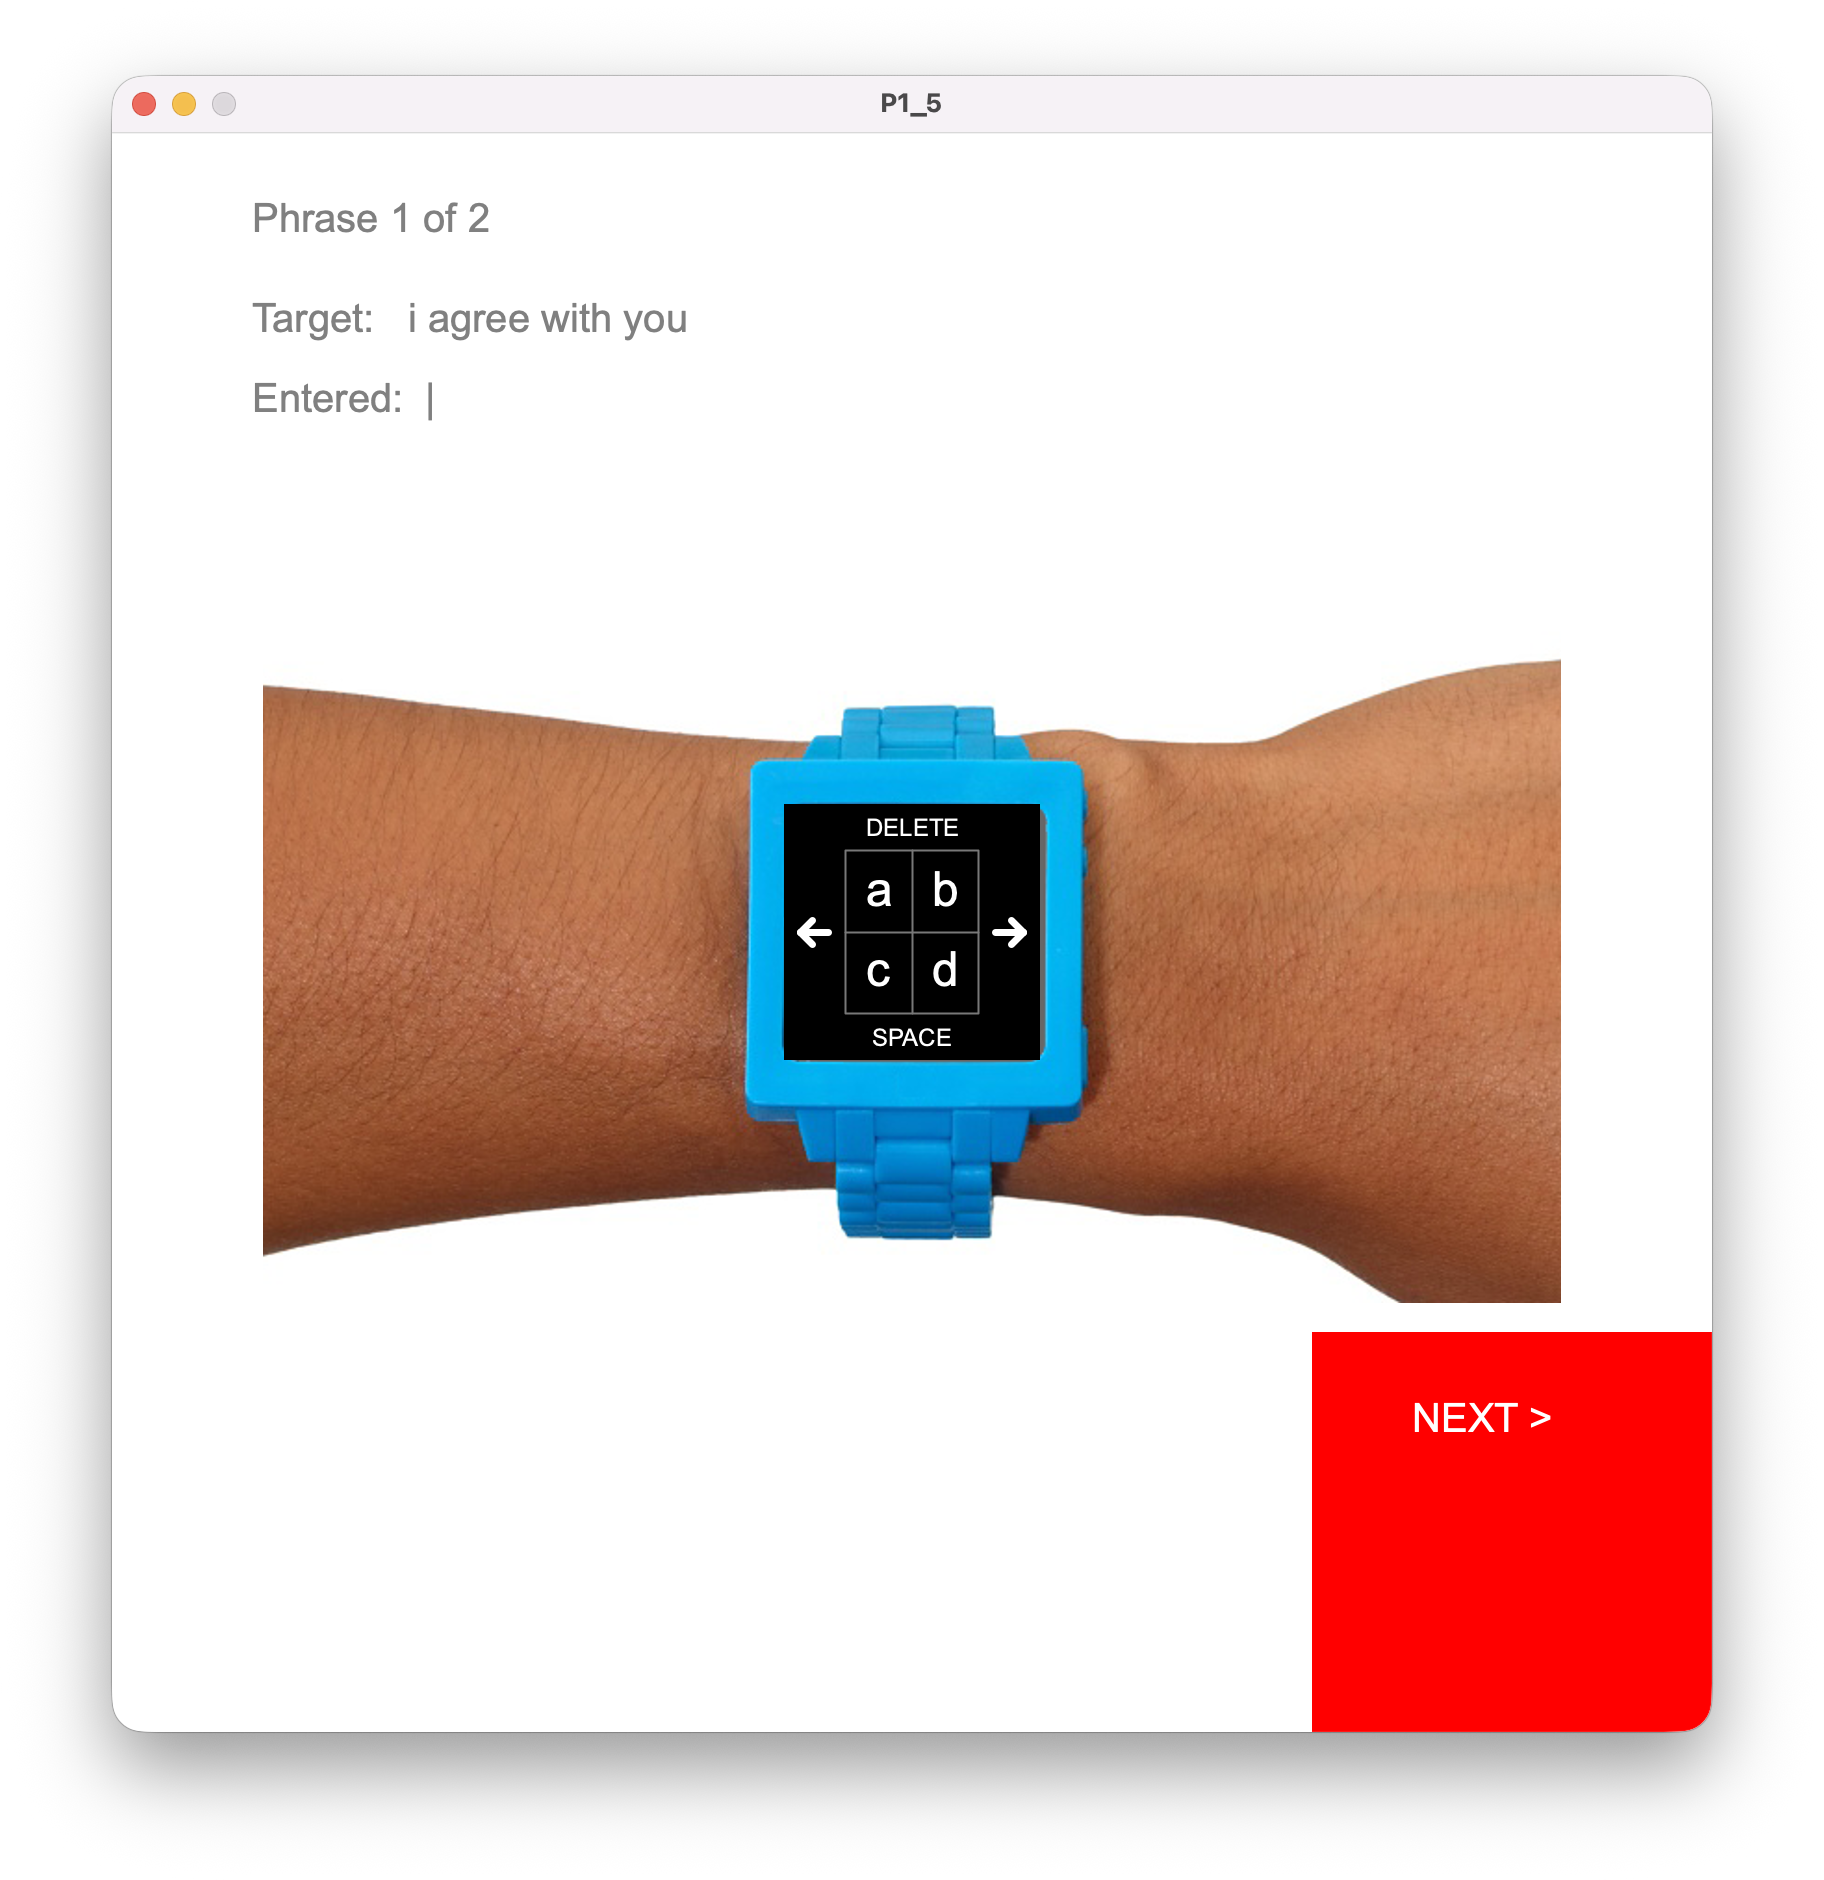 P1_5
Phrase 1 of 2
Target: i agree with you
Entered: |
DELETE
a b
← →
c d
SPACE
NEXT >